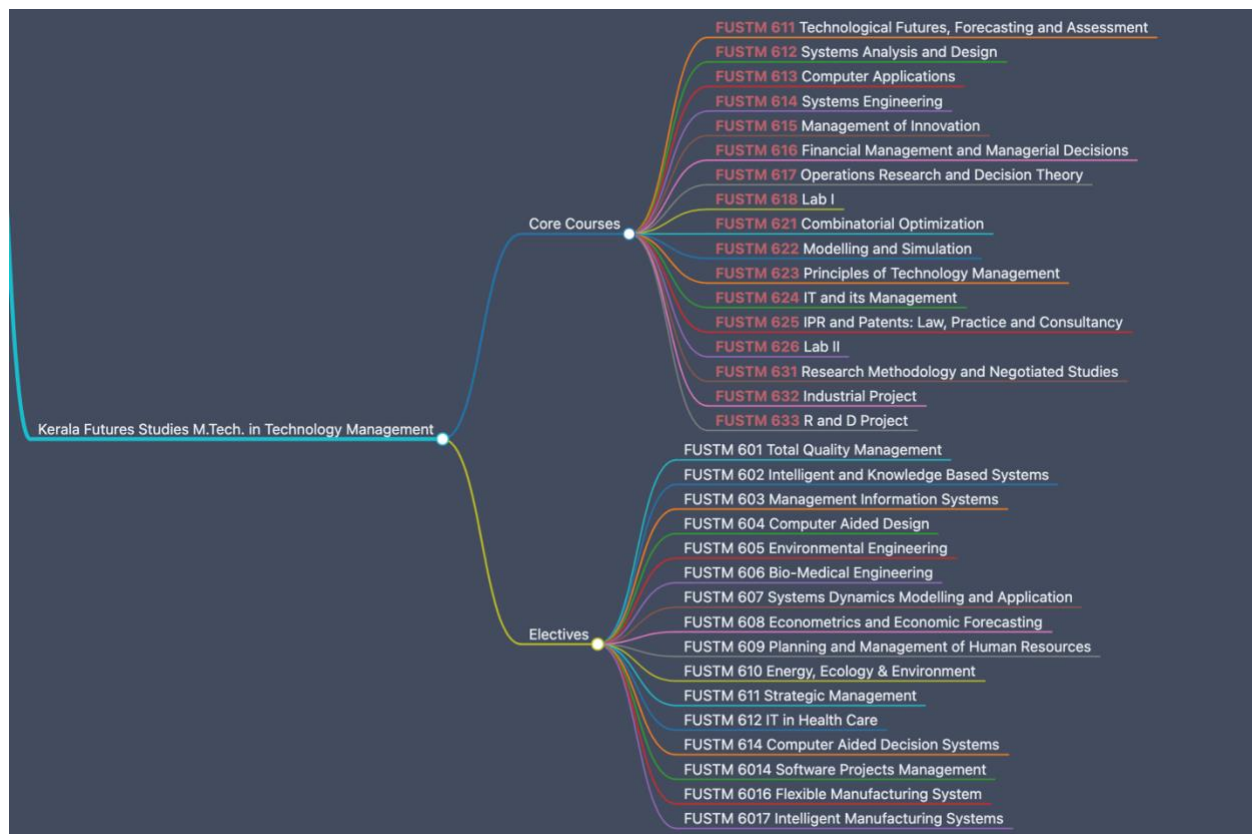 FUSTM 611 Technological Futures, Forecasting and Assessment
FUSTM 612 Systems Analysis and Design
FUSTM 613 Computer Applications
FUSTM 614 Systems Engineering
FUSTM 615 Management of Innovation
FUSTM 616 Financial Management and Managerial Decisions
FUSTM 617 Operations Research and Decision Theory
FUSTM 618 Lab I
Core Courses
FUSTM 621 Combinatorial Optimization
FUSTM 622 Modelling and Simulation
FUSTM 623 Principles of Technology Management
FUSTM 624 IT and its Management
FUSTM 625 IPR and Patents: Law, Practice and Consultancy
FUSTM 626 Lab II
FUSTM 631 Research Methodology and Negotiated Studies
FUSTM 632 Industrial Project
FUSTM 633 R and D Project
Kerala Futures Studies M.Tech. in Technology Management
FUSTM 601 Total Quality Management
FUSTM 602 Intelligent and Knowledge Based Systems
FUSTM 603 Management Information Systems
FUSTM 604 Computer Aided Design
FUSTM 605 Environmental Engineering
FUSTM 606 Bio-Medical Engineering
FUSTM 607 Systems Dynamics Modelling and Application
FUSTM 608 Econometrics and Economic Forecasting
Electives
FUSTM 609 Planning and Management of Human Resources
FUSTM 610 Energy, Ecology & Environment
FUSTM 611 Strategic Management
FUSTM 612 IT in Health Care
FUSTM 614 Computer Aided Decision Systems
FUSTM 6014 Software Projects Management
FUSTM 6016 Flexible Manufacturing System
FUSTM 6017 Intelligent Manufacturing Systems